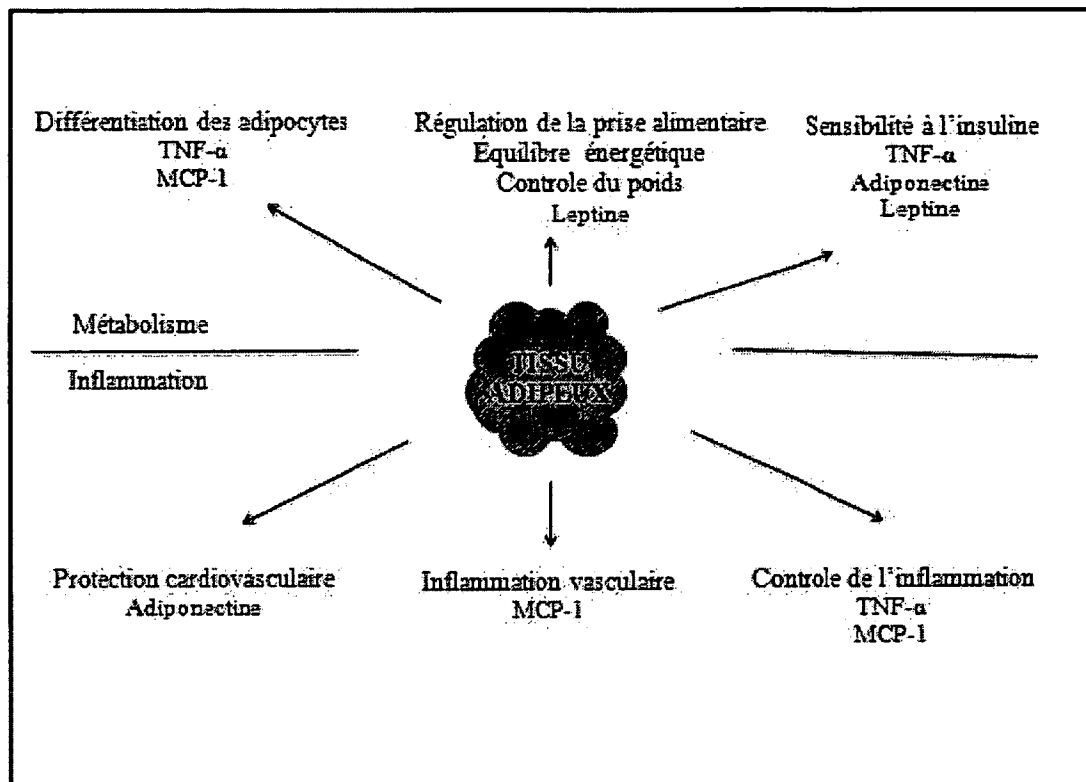 Différentiation des adipocytes
TNF-α
MCP-1
Régulation de la prise alimentaire
Équilibre énergétique
Controle du poids
Leptine
Sensibilité à l'insuline
TNF-α
Adiponectine
Leptine
Métabolisme
Inflammation
TISSU
ADIPEUX
Protection cardiovasculaire
Adiponectine
Inflammation vasculaire
MCP-1
Controle de l'inflammation
TNF-α
MCP-1